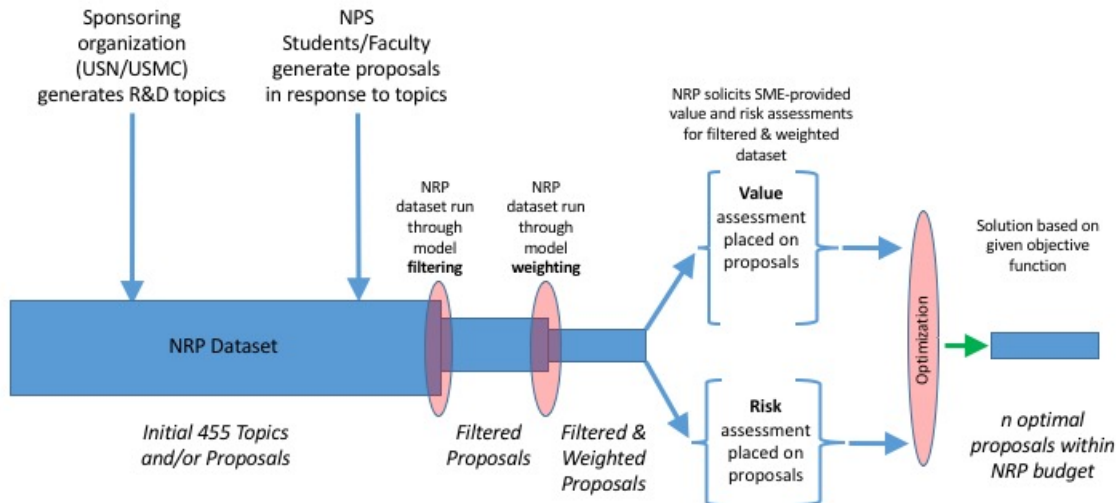 Sponsoring
organization
(USN/USMC)
generates R&D topics
NPS
Students/Faculty
generate proposals
in response to topics
NRP solicits SME-provided
value and risk assessments
for filtered & weighted
dataset
NRP
dataset run
through
model
filtering
NRP
dataset run
through
model
weighting
Value
assessment
placed on
proposals
Solution based on
given objective
function
NRP Dataset
Optimization
Initial 455 Topics
and/or Proposals
Filtered
Proposals
Filtered &
Weighted
Proposals
Risk
assessment
placed on
proposals
n optimal
proposals within
NRP budget